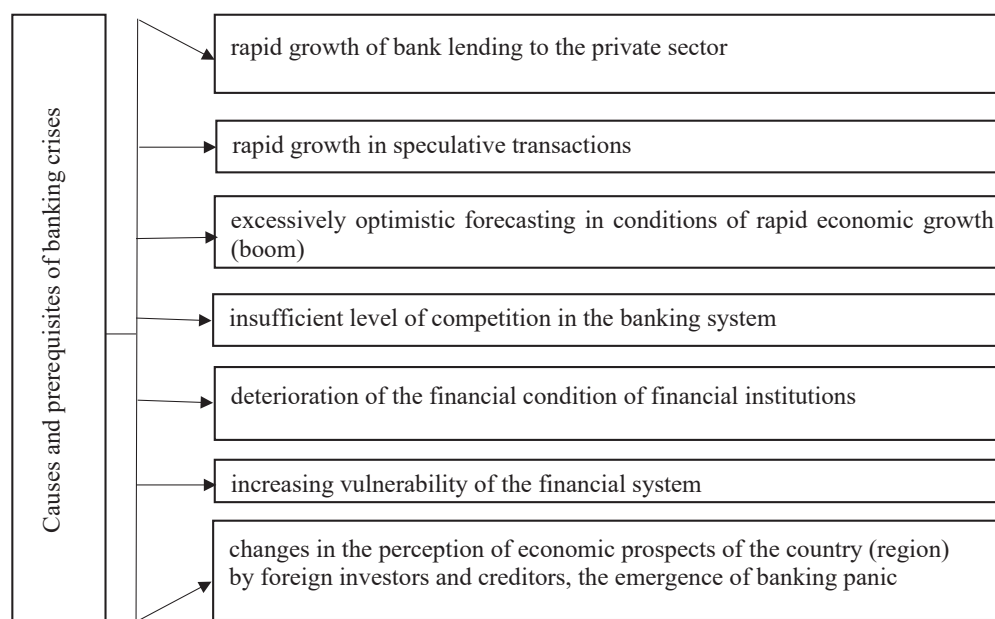 Causes and prerequisites of banking crises
rapid growth of bank lending to the private sector
rapid growth in speculative transactions
excessively optimistic forecasting in conditions of rapid economic growth
(boom)
insufficient level of competition in the banking system
deterioration of the financial condition of financial institutions
increasing vulnerability of the financial system
changes in the perception of economic prospects of the country (region)
by foreign investors and creditors, the emergence of banking panic